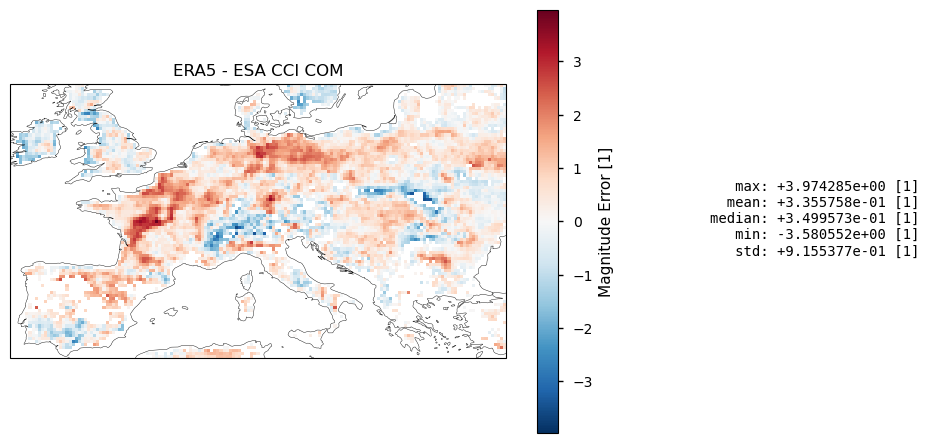 ERA5 - ESA CCI COM
3
2
1
0
−1
−2
−3
Magnitude Error [1]
max: +3.974285e+00 [1]
mean: +3.355758e-01 [1]
median: +3.499573e-01 [1]
min: -3.580552e+00 [1]
std: +9.155377e-01 [1]